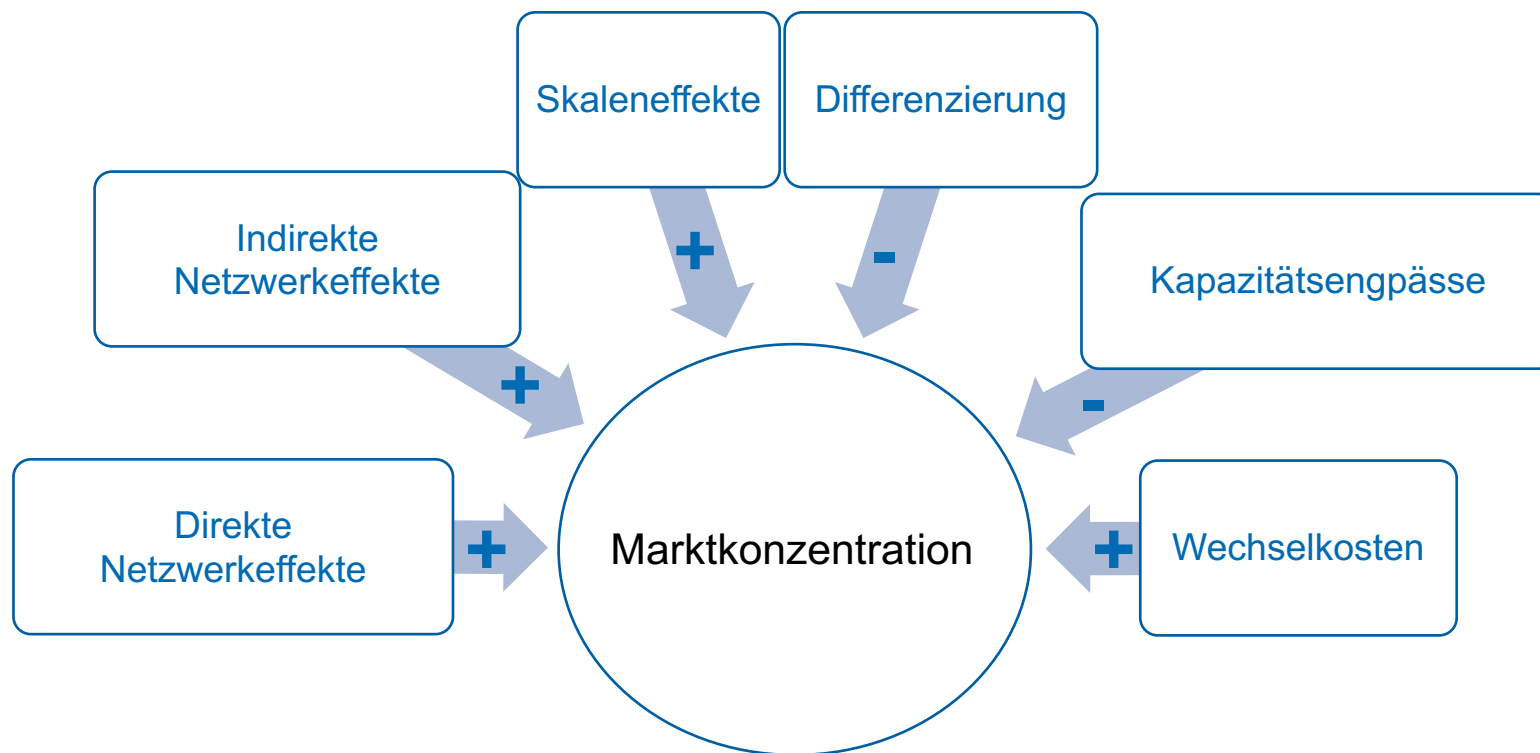 Skaleneffekte
Differenzierung
Indirekte
Netzwerkeffekte
Kapazitätsengpässe
+
-
+
-
Direkte
Netzwerkeffekte
+
Marktkonzentration
+
Wechselkosten